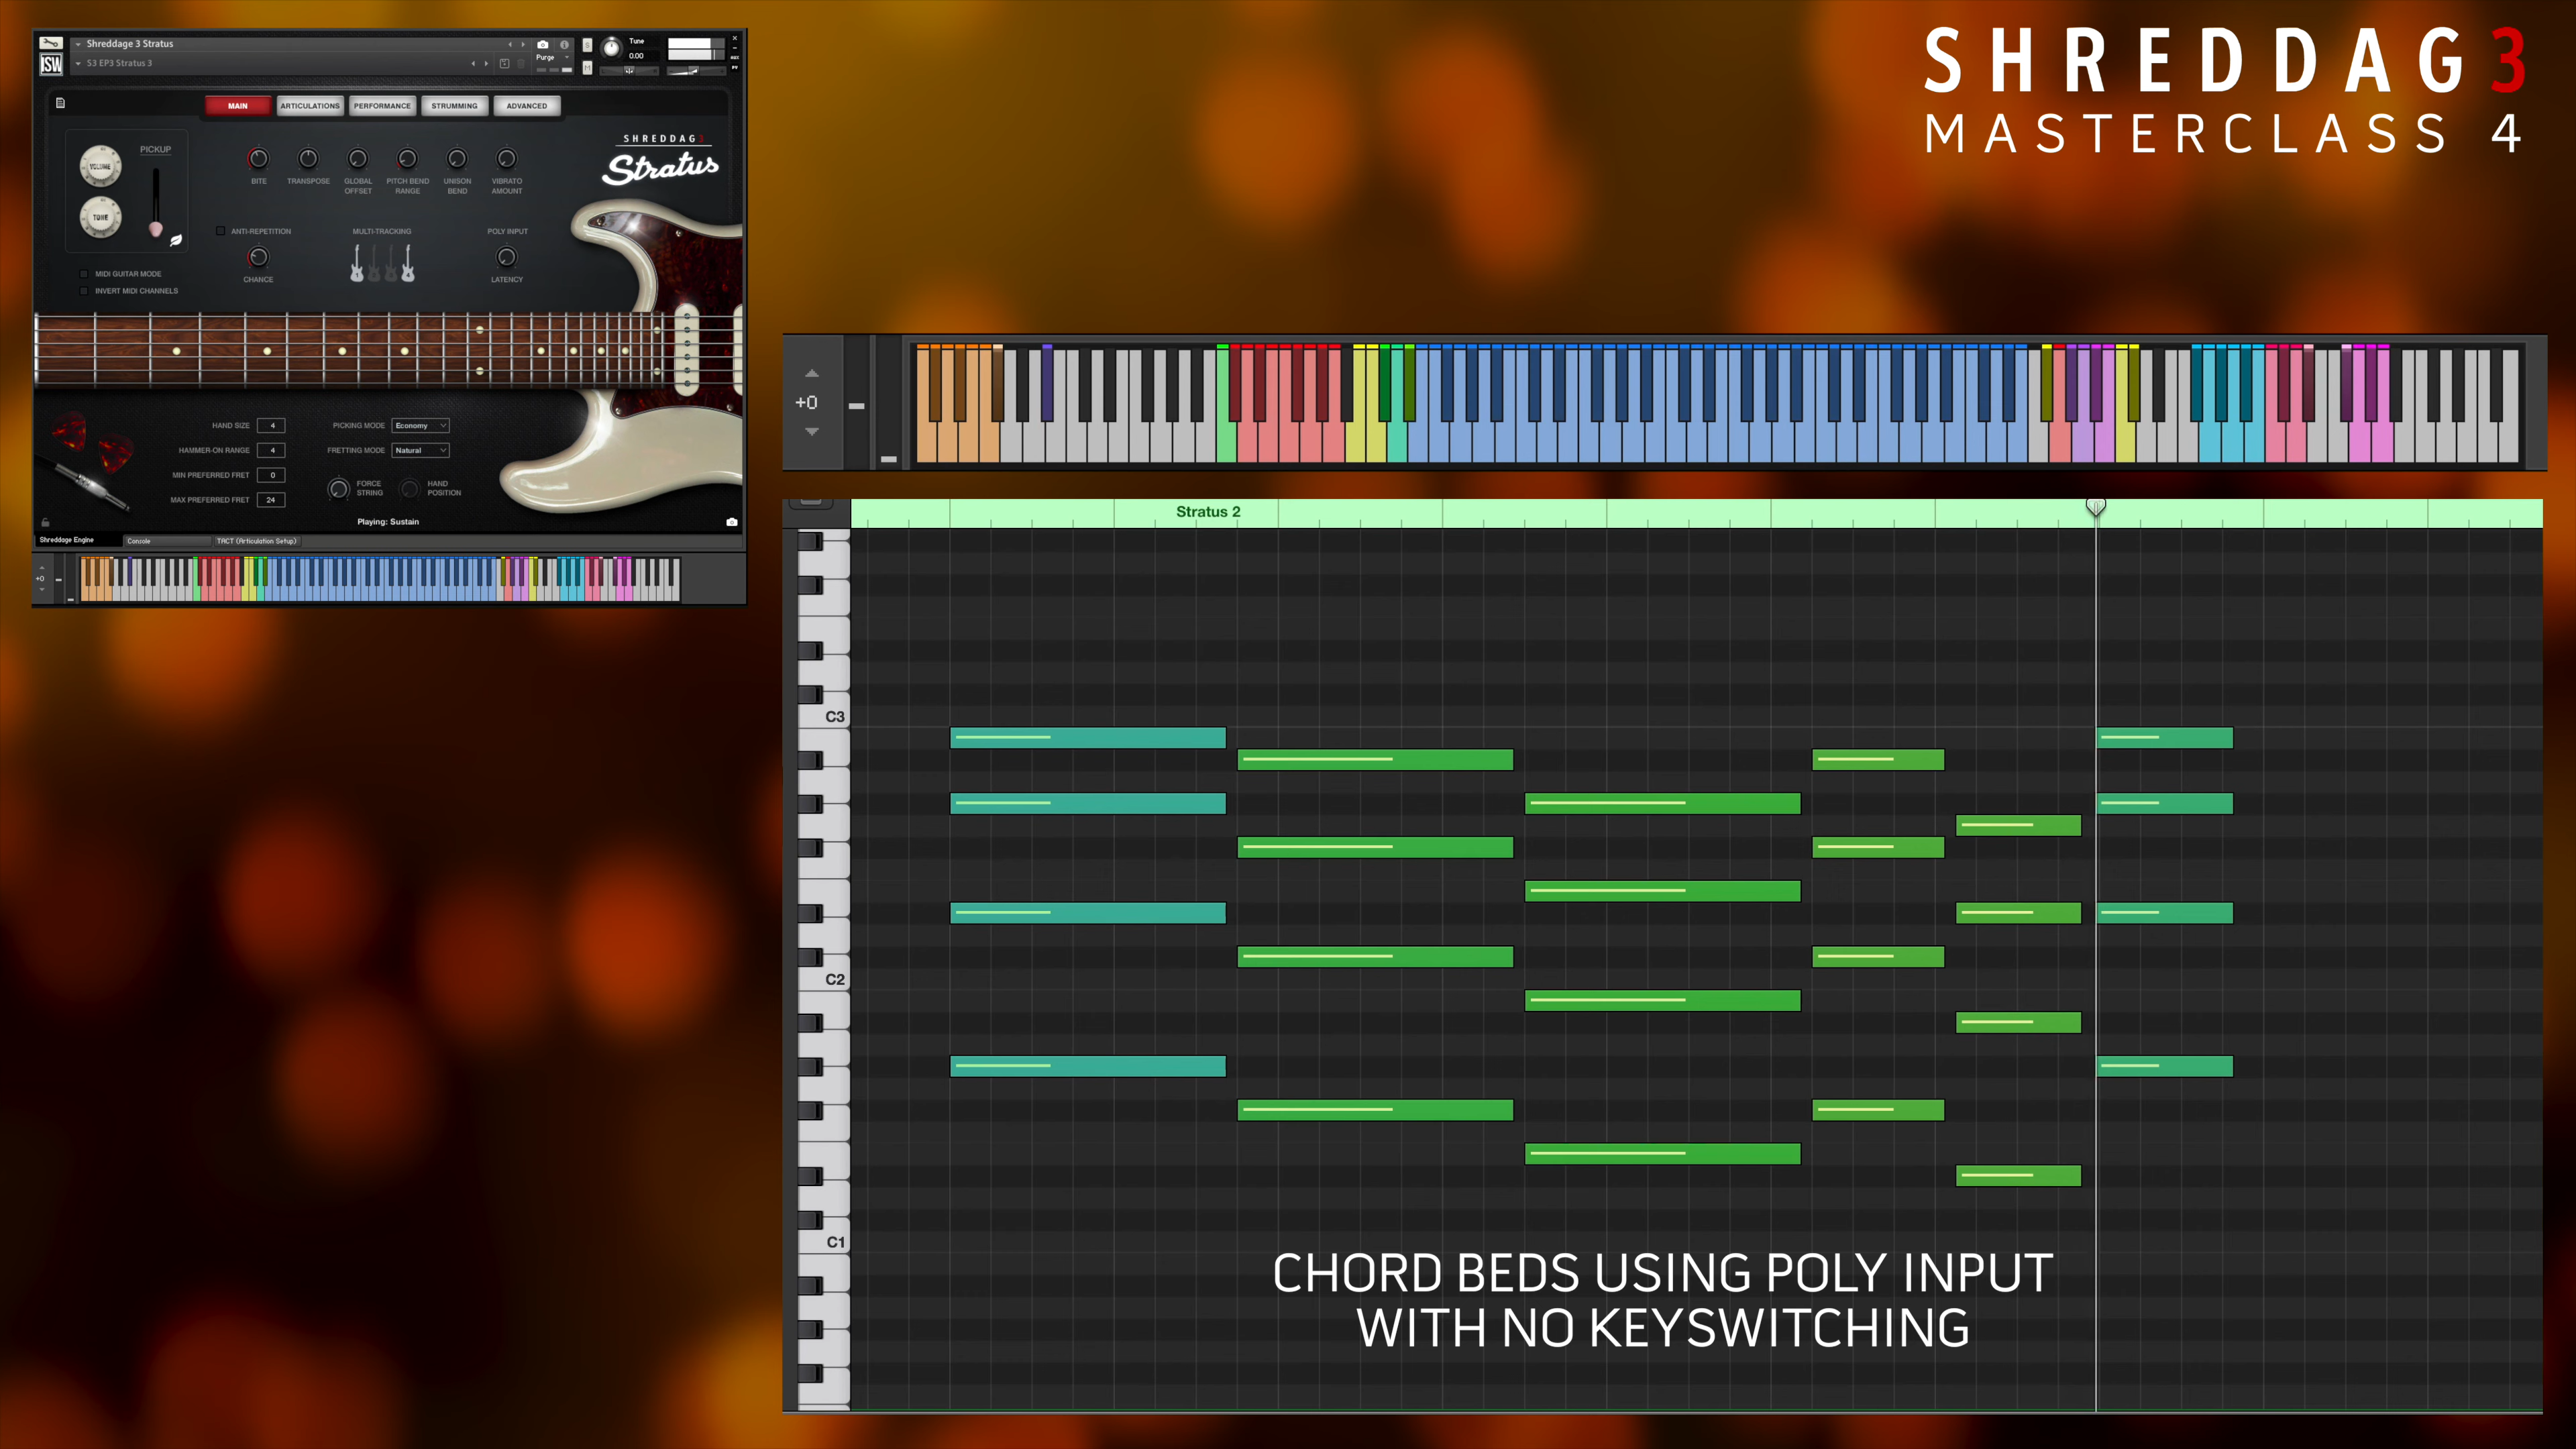 SHREDDAG3
MASTERCLASS 4
Shreddage 3 Stratus
S3 EP3 Stratus 3
Purge
S
M
Tune
0.00
AUX
PV
JSW
MAIN
ARTICULATIONS
PERFORMANCE
STRUMMING
ADVANCED
SHREDDAG3
Stratus
VOLUME
TONE
PICKUP
BITE
TRANSPOSE
GLOBAL OFFSET
PITCH BEND RANGE
UNISON BEND
VIBRATO AMOUNT
ANTI-REPETITION
CHANCE
MULTI-TRACKING
POLY INPUT
LATENCY
MIDI GUITAR MODE
INVERT MIDI CHANNELS
HAND SIZE 4
HAMMER-ON RANGE 4
MIN PREFERRED FRET 0
MAX PREFERRED FRET 24
PICKING MODE Economy
FRETTING MODE Natural
FORCE STRING
HAND POSITION
Playing: Sustain
Shreddage Engine
Console
TACT (Articulation Setup)
+0
+0
Stratus 2
C3
C2
C1
CHORD BEDS USING POLY INPUT
WITH NO KEYSWITCHING